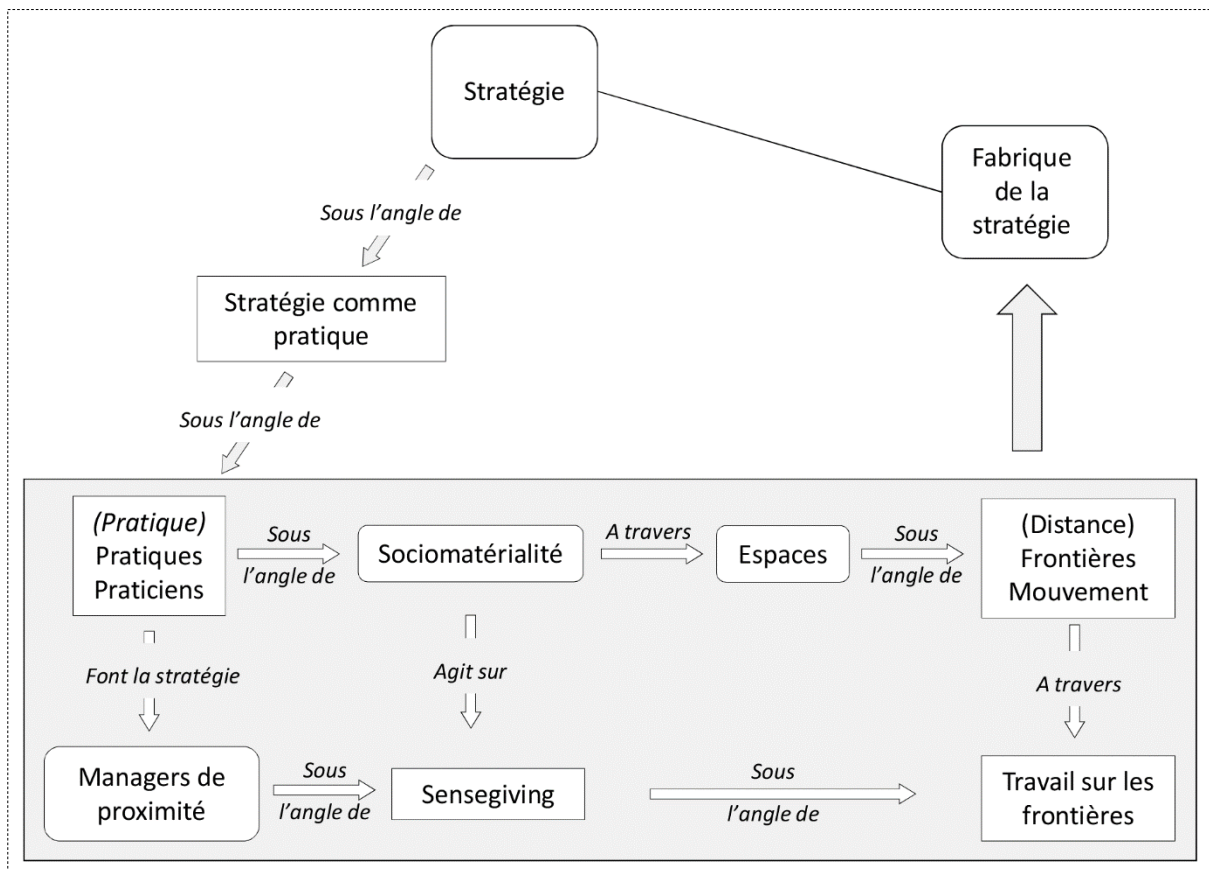 Stratégie
Fabrique
de la
stratégie
Sous l'angle de
Stratégie comme
pratique
Sous l'angle de
(Pratique)
Pratiques
Praticiens
Sous
l'angle de
Sociomatérialité
A travers
Espaces
Sous
l'angle de
(Distance)
Frontières
Mouvement
Font la stratégie
Agit sur
A travers
Managers de
proximité
Sous
l'angle de
Sensegiving
Sous
l'angle de
Travail sur les
frontières